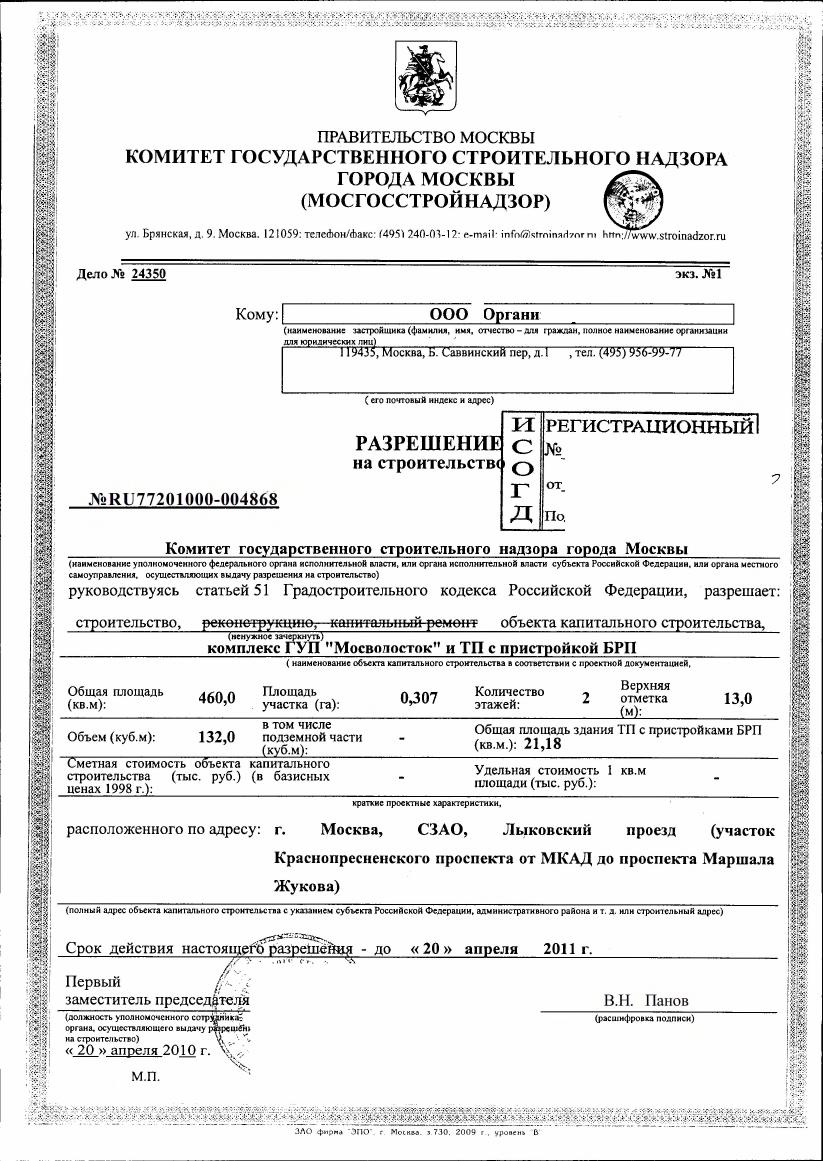 ПРАВИТЕЛЬСТВО МОСКВЫ
КОМИТЕТ ГОСУДАРСТВЕННОГО СТРОИТЕЛЬНОГО НАДЗОРА
ГОРОДА МОСКВЫ
(МОСГОССТРОЙНАДЗОР)
ул. Брянская, д. 9. Москва. 121059: телефон/факс: (495) 240-03-12: e-mail: info@stroinadzor.ru http://www.stroinadzor.ru
Дело № 24350 экз. №1
Кому: ООО Органи
(наименование застройщика (фамилия, имя, отчество – для граждан, полное наименование организации
для юридических лиц)
119435, Москва, Б. Саввинский пер, д.1 , тел. (495) 956-99-77
( его почтовый индекс и адрес)
РАЗРЕШЕНИЕ
на строительство
ИСОГД
РЕГИСТРАЦИОННЫЙ
№
от
По
№RU77201000-004868
Комитет государственного строительного надзора города Москвы
(наименование уполномоченного федерального органа исполнительной власти, или органа исполнительной власти субъекта Российской Федерации, или органа местного
самоуправления, осуществляющих выдачу разрешения на строительство)
руководствуясь статьей 51 Градостроительного кодекса Российской Федерации, разрешает:
строительство, реконструкцию, капитальный ремонт объекта капитального строительства,
(ненужное зачеркнуть)
комплекс ГУП "Мосволосток" и ТП с пристройкой БРП
( наименование объекта капитального строительства в соответствии с проектной документацией,
Общая площадь (кв.м): 460,0 Площадь участка (га): 0,307 Количество этажей: 2 Верхняя отметка (м): 13,0
Объем (куб.м): 132,0 в том числе подземной части (куб.м): - Общая площадь здания ТП с пристройками БРП (кв.м.): 21,18
Сметная стоимость объекта капитального строительства (тыс. руб.) (в базисных ценах 1998 г.): - Удельная стоимость 1 кв.м площади (тыс. руб.): -
краткие проектные характеристики,
расположенного по адресу: г. Москва, СЗАО, Лыковский проезд (участок
Краснопресненского проспекта от МКАД до проспекта Маршала
Жукова)
(полный адрес объекта капитального строительства с указанием субъекта Российской Федерации, административного района и т. д. или строительный адрес)
Срок действия настоящего разрешения - до «20» апреля 2011 г.
Первый
заместитель председателя
В.Н. Панов
(должность уполномоченного сотрудника
(расшифровка подписи)
органа, осуществляющего выдачу разрешен
на строительство)
« 20 » апреля 2010 г.
М.П.
ЗАО фирма "ЭПО", г. Москва, з.730, 2009 г., уровень "В"